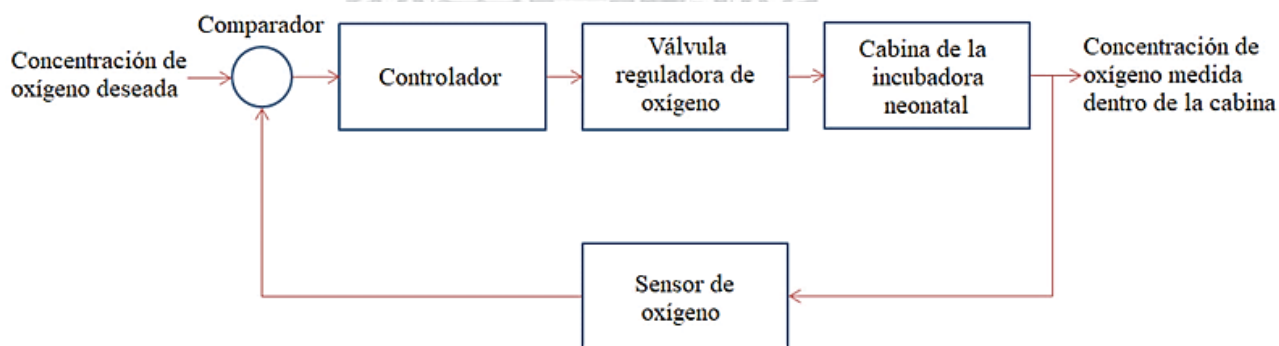 Comparador
Concentración de
oxígeno deseada
Controlador
Válvula
reguladora de
oxígeno
Cabina de la
incubadora
neonatal
Concentración de
oxígeno medida
dentro de la cabina
Sensor de
oxígeno